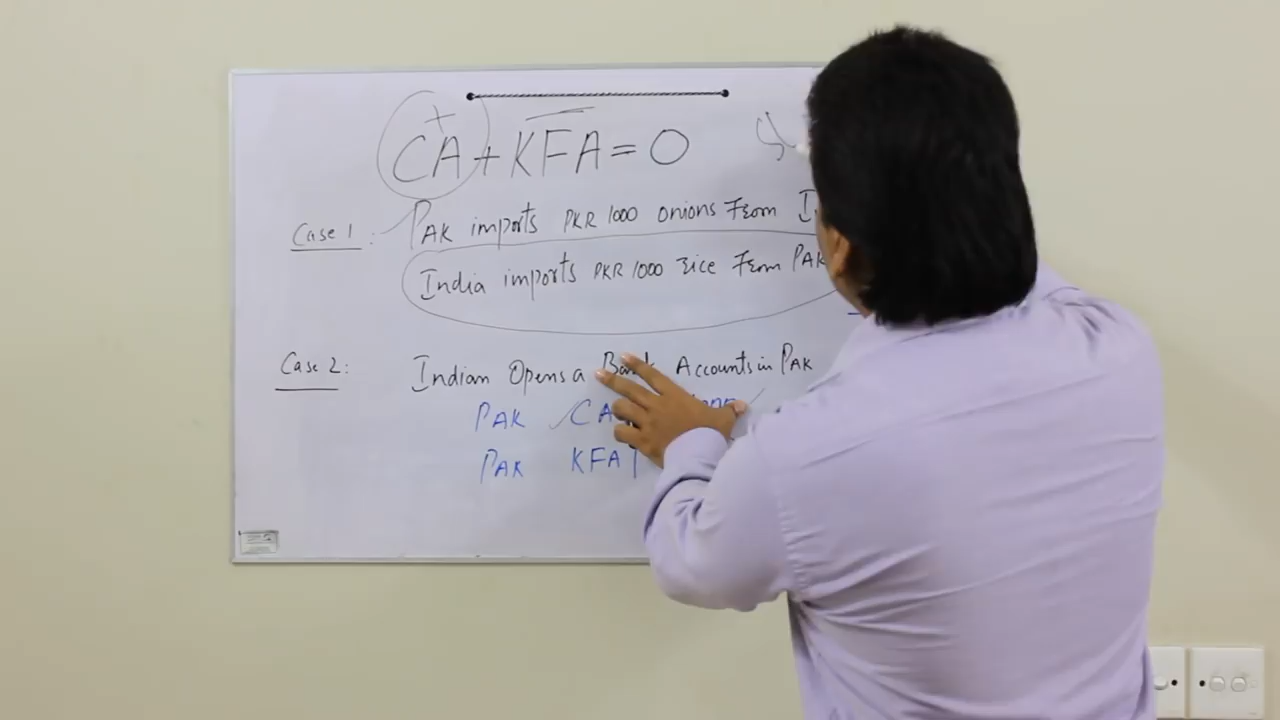 CA + KFA = 0
Case 1 : PAK imports PKR 1000 onions From
India imports PKR 1000 rice From PAK
Case 2 : Indian Opens a Bank Accounts in PAK
PAK CA
PAK KFA ↑